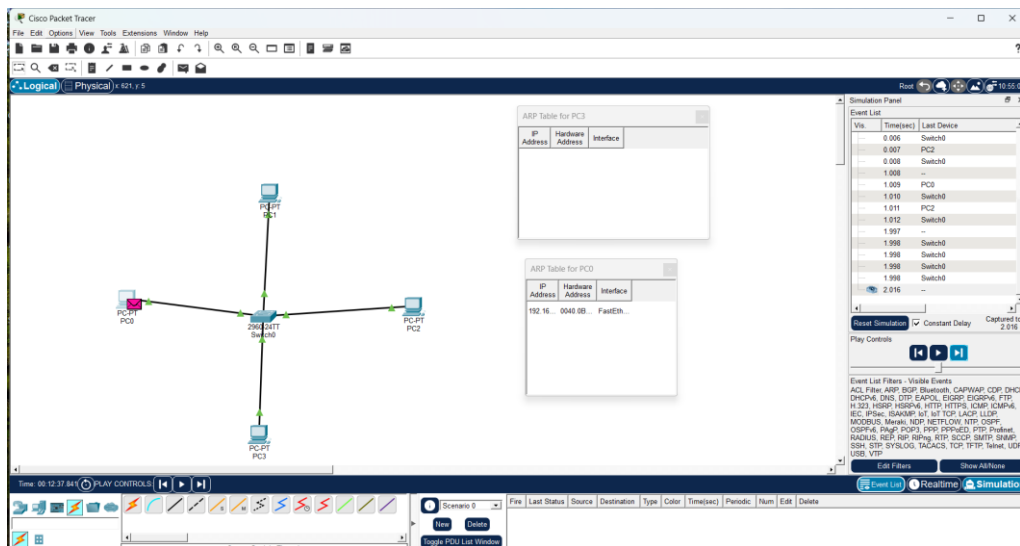 Cisco Packet Tracer
File Edit Options View Tools Extensions Window Help
Logical Physical x: 621, y: 5
Root 10:55:0
Simulation Panel
Event List
Vis. Time(sec) Last Device
0.006 Switch0
0.007 PC2
0.008 Switch0
1.008 --
1.009 PC0
1.010 Switch0
1.011 PC2
1.012 Switch0
1.997 --
1.998 Switch0
1.998 Switch0
1.998 Switch0
2.016 --
Reset Simulation Constant Delay
Captured to
2.016
Play Controls
Event List Filters - Visible Events
ACL Filter, ARP, BGP, Bluetooth, CAPWAP, CDP, DHC
DHCPv6, DNS, DTP, EAPOL, EIGRP, EIGRPv6, FTP,
H.323, HSRP, HSRPv6, HTTP, HTTPS, ICMP, ICMPv6,
IEC, IPSec, ISAKMP, IoT, IoT TCP, LACP, LLDP,
MODBUS, Meraki, NDP, NETFLOW, NTP, OSPF,
OSPFv6, PAgP, POP3, PPP, PPPoED, PTP, Profinet,
RADIUS, REP, RIP, RIPng, RTP, SCCP, SMTP, SNMP,
SSH, STP, SYSLOG, TACACS, TCP, TFTP, Telnet, UDP
USB, VTP
Edit Filters Show All/None
ARP Table for PC3
IP
Address Hardware
Address Interface
ARP Table for PC0
IP
Address Hardware
Address Interface
192.16... 0040.0B... FastEth...
PC-PT
PC1
PC-PT
PC0
2960-24TT
Switch0
PC-PT
PC2
PC-PT
PC3
Time: 00:12:37.841 PLAY CONTROLS:
Event List Realtime Simulation
Scenario 0
New Delete
Toggle PDU List Window
Fire Last Status Source Destination Type Color Time(sec) Periodic Num Edit Delete